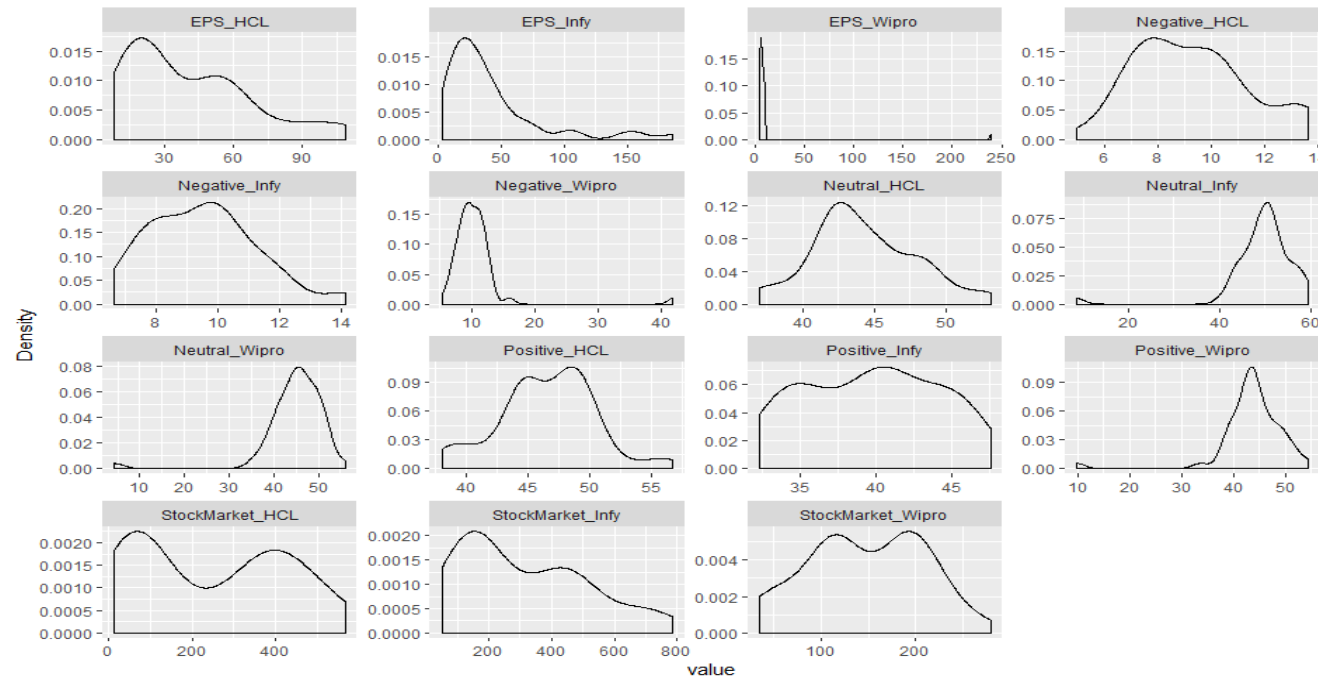 EPS_HCL EPS_Infy EPS_Wipro Negative_HCL
0.015 0.015 0.15 0.15
0.010 0.010 0.10 0.10
0.005 0.005 0.05 0.05
0.000 0.000 0.00 0.00
30 60 90 0 50 100 150 0 50 100 150 200 250 6 8 10 12 14
Negative_Infy Negative_Wipro Neutral_HCL Neutral_Infy
0.20 0.15 0.12 0.075
0.15 0.10 0.08 0.050
0.10 0.05 0.04 0.025
0.05 0.00 0.00 0.000
0.00
8 10 12 14 10 20 30 40 40 45 50 20 40 60
Density
Neutral_Wipro Positive_HCL Positive_Infy Positive_Wipro
0.08 0.09 0.06 0.09
0.06 0.06 0.04 0.06
0.04 0.03 0.02 0.03
0.02 0.00 0.00 0.00
0.00
10 20 30 40 50 40 45 50 55 35 40 45 10 20 30 40 50
StockMarket_HCL StockMarket_Infy StockMarket_Wipro
0.0020 0.0020 0.004
0.0015 0.0015 0.002
0.0010 0.0010 0.000
0.0005 0.0005
0.0000 0.0000
0 200 400 200 400 600 800 100 200
value